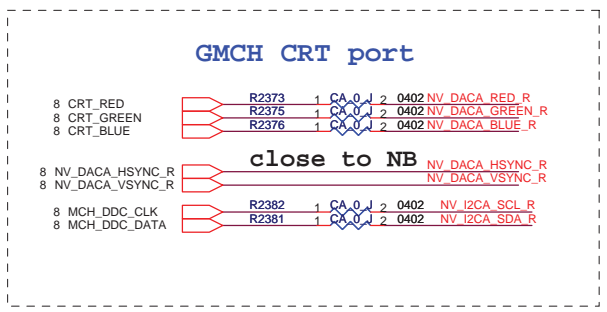 GMCH CRT port
8 CRT_RED R2373 1 CA_0_J 2 0402 NV_DACA_RED_R
8 CRT_GREEN R2375 1 CA_0_J 2 0402 NV_DACA_GREEN_R
8 CRT_BLUE R2376 1 CA_0_J 2 0402 NV_DACA_BLUE_R
close to NB
8 NV_DACA_HSYNC_R NV_DACA_HSYNC_R
8 NV_DACA_VSYNC_R NV_DACA_VSYNC_R
8 MCH_DDC_CLK R2382 1 CA_0_J 2 0402 NV_I2CA_SCL_R
8 MCH_DDC_DATA R2381 1 CA_0_J 2 0402 NV_I2CA_SDA_R